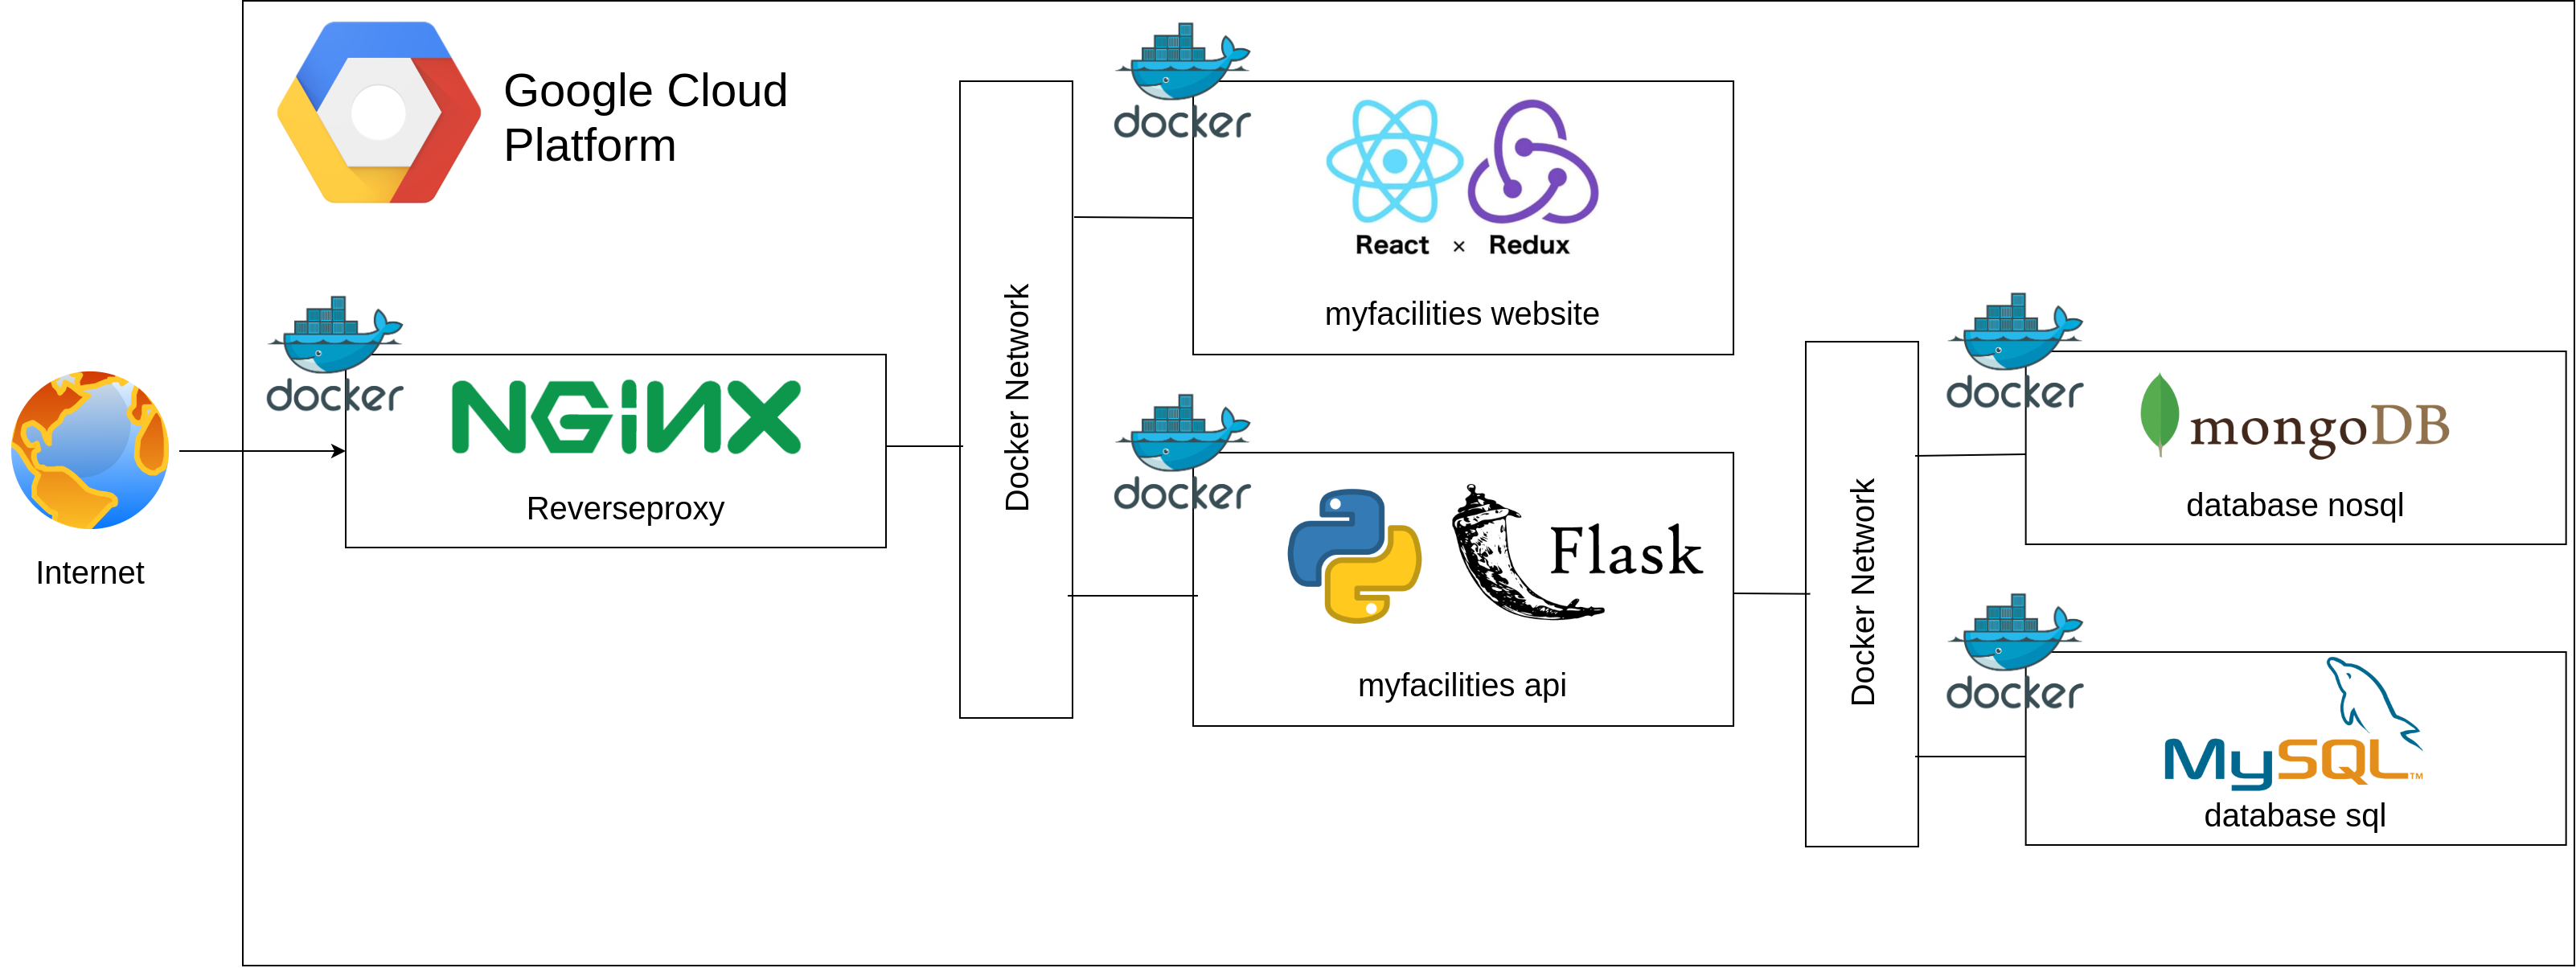 Google Cloud
Platform
docker
NGINX
Reverseproxy
Internet
Docker Network
docker
React × Redux
myfacilities website
docker
Flask
myfacilities api
Docker Network
docker
mongoDB
database nosql
docker
MySQL™
database sql